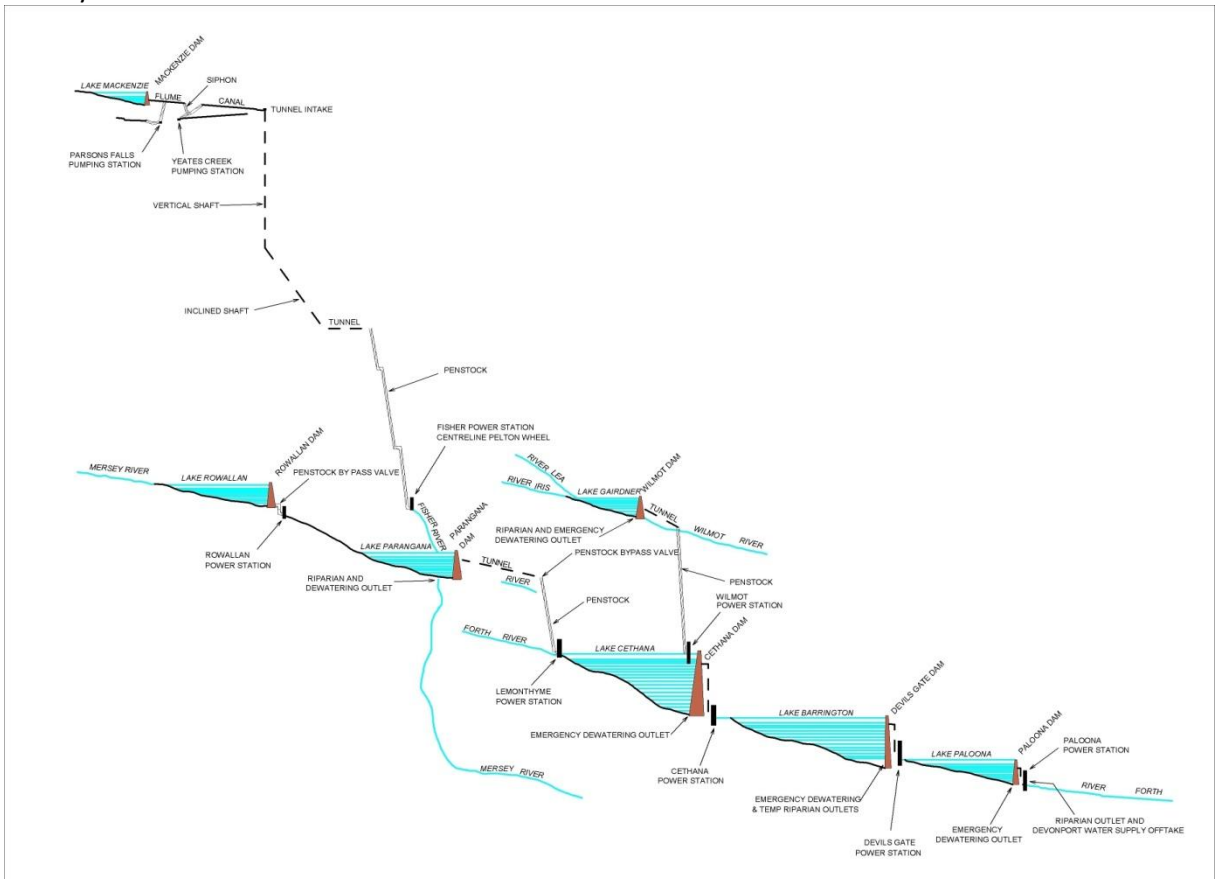 MACKENZIE DAM
LAKE MACKENZIE
SIPHON
FLUME
CANAL
TUNNEL INTAKE
PARSONS FALLS
PUMPING STATION
YEATES CREEK
PUMPING STATION
VERTICAL SHAFT
INCLINED SHAFT
TUNNEL
PENSTOCK
FISHER POWER STATION
CENTRELINE PELTON WHEEL
ROWALLAN DAM
MERSEY RIVER
LAKE ROWALLAN
PENSTOCK BY PASS VALVE
ROWALLAN
POWER STATION
FISHER
RIVER
PARANGANA
DAM
LAKE PARANGANA
RIPARIAN AND
DEWATERING OUTLET
TUNNEL
RIVER
RIVER LEA
RIVER IRIS
LAKE GAIRDNER
WILMOT DAM
TUNNEL
WILMOT RIVER
RIPARIAN AND EMERGENCY
DEWATERING OUTLET
PENSTOCK BYPASS VALVE
PENSTOCK
PENSTOCK
WILMOT
POWER STATION
FORTH RIVER
LAKE CETHANA
CETHANA DAM
LEMONTHYME
POWER STATION
EMERGENCY DEWATERING OUTLET
MERSEY RIVER
CETHANA
POWER STATION
LAKE BARRINGTON
DEVILS GATE DAM
EMERGENCY DEWATERING
& TEMP RIPARIAN OUTLETS
DEVILS GATE
POWER STATION
LAKE PALOONA
PALOONA DAM
PALOONA
POWER STATION
RIVER FORTH
EMERGENCY
DEWATERING OUTLET
RIPARIAN OUTLET AND
DEVONPORT WATER SUPPLY OFFTAKE